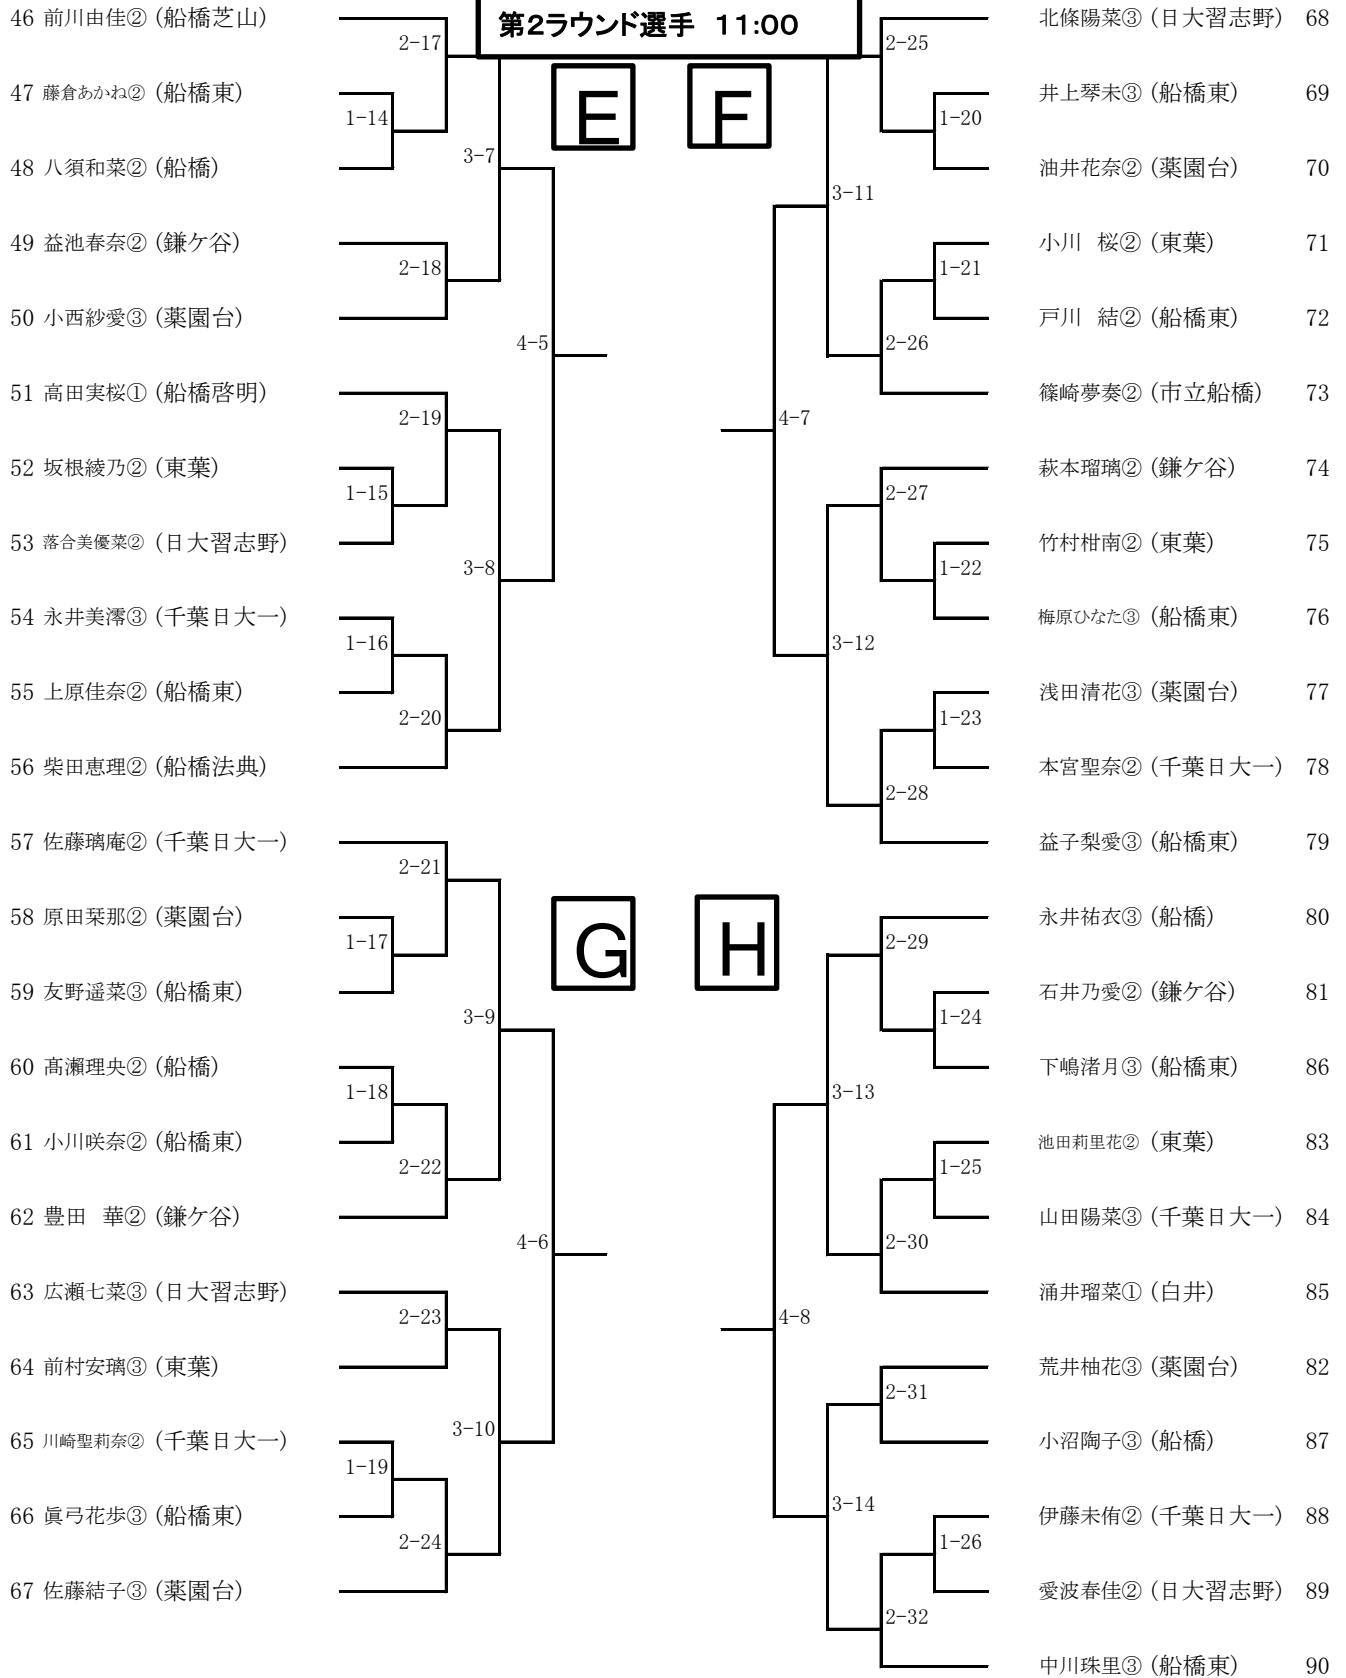 第2ラウンド選手 11:00
E
F
46 前川由佳② (船橋芝山)
2-17
47 藤倉あかね② (船橋東)
1-14
48 八須和菜② (船橋)
3-7
49 益池春奈② (鎌ケ谷)
2-18
50 小西紗愛③ (薬園台)
4-5
51 高田実桜① (船橋啓明)
2-19
52 坂根綾乃② (東葉)
1-15
53 落合美優菜② (日大習志野)
3-8
54 永井美澪③ (千葉日大一)
1-16
55 上原佳奈② (船橋東)
2-20
56 柴田恵理② (船橋法典)
北條陽菜③ (日大習志野) 68
2-25
井上琴未③ (船橋東) 69
1-20
油井花奈② (薬園台) 70
3-11
小川 桜② (東葉) 71
1-21
戸川 結② (船橋東) 72
2-26
篠崎夢奏② (市立船橋) 73
4-7
萩本瑠璃② (鎌ケ谷) 74
2-27
竹村柑南② (東葉) 75
1-22
梅原ひなた③ (船橋東) 76
3-12
浅田清花③ (薬園台) 77
1-23
本宮聖奈② (千葉日大一) 78
2-28
益子梨愛③ (船橋東) 79
G
H
57 佐藤璃庵② (千葉日大一)
2-21
58 原田栞那② (薬園台)
1-17
59 友野遥菜③ (船橋東)
3-9
60 髙瀬理央② (船橋)
1-18
61 小川咲奈② (船橋東)
2-22
62 豊田 華② (鎌ケ谷)
4-6
63 広瀬七菜③ (日大習志野)
2-23
64 前村安璃③ (東葉)
3-10
65 川崎聖莉奈② (千葉日大一)
1-19
66 眞弓花歩③ (船橋東)
2-24
67 佐藤結子③ (薬園台)
永井祐衣③ (船橋) 80
2-29
石井乃愛② (鎌ケ谷) 81
1-24
下嶋渚月③ (船橋東) 86
3-13
池田莉里花② (東葉) 83
1-25
山田陽菜③ (千葉日大一) 84
2-30
涌井瑠菜① (白井) 85
4-8
荒井柚花③ (薬園台) 82
2-31
小沼陶子③ (船橋) 87
3-14
伊藤未侑② (千葉日大一) 88
1-26
愛波春佳② (日大習志野) 89
2-32
中川珠里③ (船橋東) 90